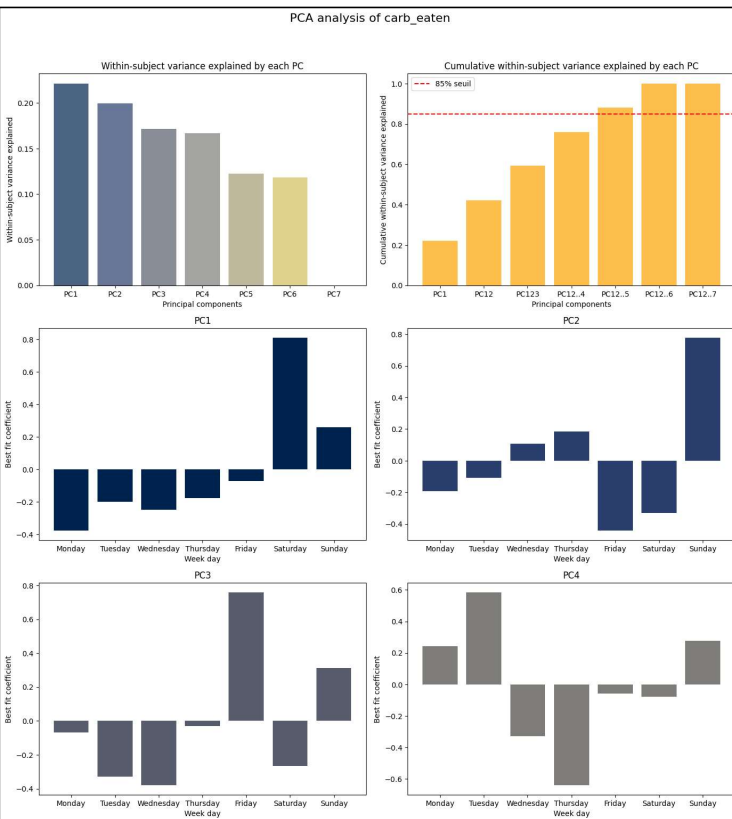 PCA analysis of carb_eaten
Within-subject variance explained by each PC
Within-subject variance explained
0.20
0.15
0.10
0.05
0.00
PC1 PC2 PC3 PC4 PC5 PC6 PC7
Principal components
Cumulative within-subject variance explained by each PC
Cumulative within-subject variance explained
85% seuil
1.0
0.8
0.6
0.4
0.2
0.0
PC1 PC12 PC123 PC12..4 PC12..5 PC12..6 PC12..7
Principal components
PC1
Best fit coefficient
0.8
0.6
0.4
0.2
0.0
−0.2
−0.4
Monday Tuesday Wednesday Thursday Friday Saturday Sunday
Week day
PC2
Best fit coefficient
0.8
0.6
0.4
0.2
0.0
−0.2
−0.4
Monday Tuesday Wednesday Thursday Friday Saturday Sunday
Week day
PC3
Best fit coefficient
0.8
0.6
0.4
0.2
0.0
−0.2
−0.4
Monday Tuesday Wednesday Thursday Friday Saturday Sunday
PC4
Best fit coefficient
0.6
0.4
0.2
0.0
−0.2
−0.4
−0.6
Monday Tuesday Wednesday Thursday Friday Saturday Sunday